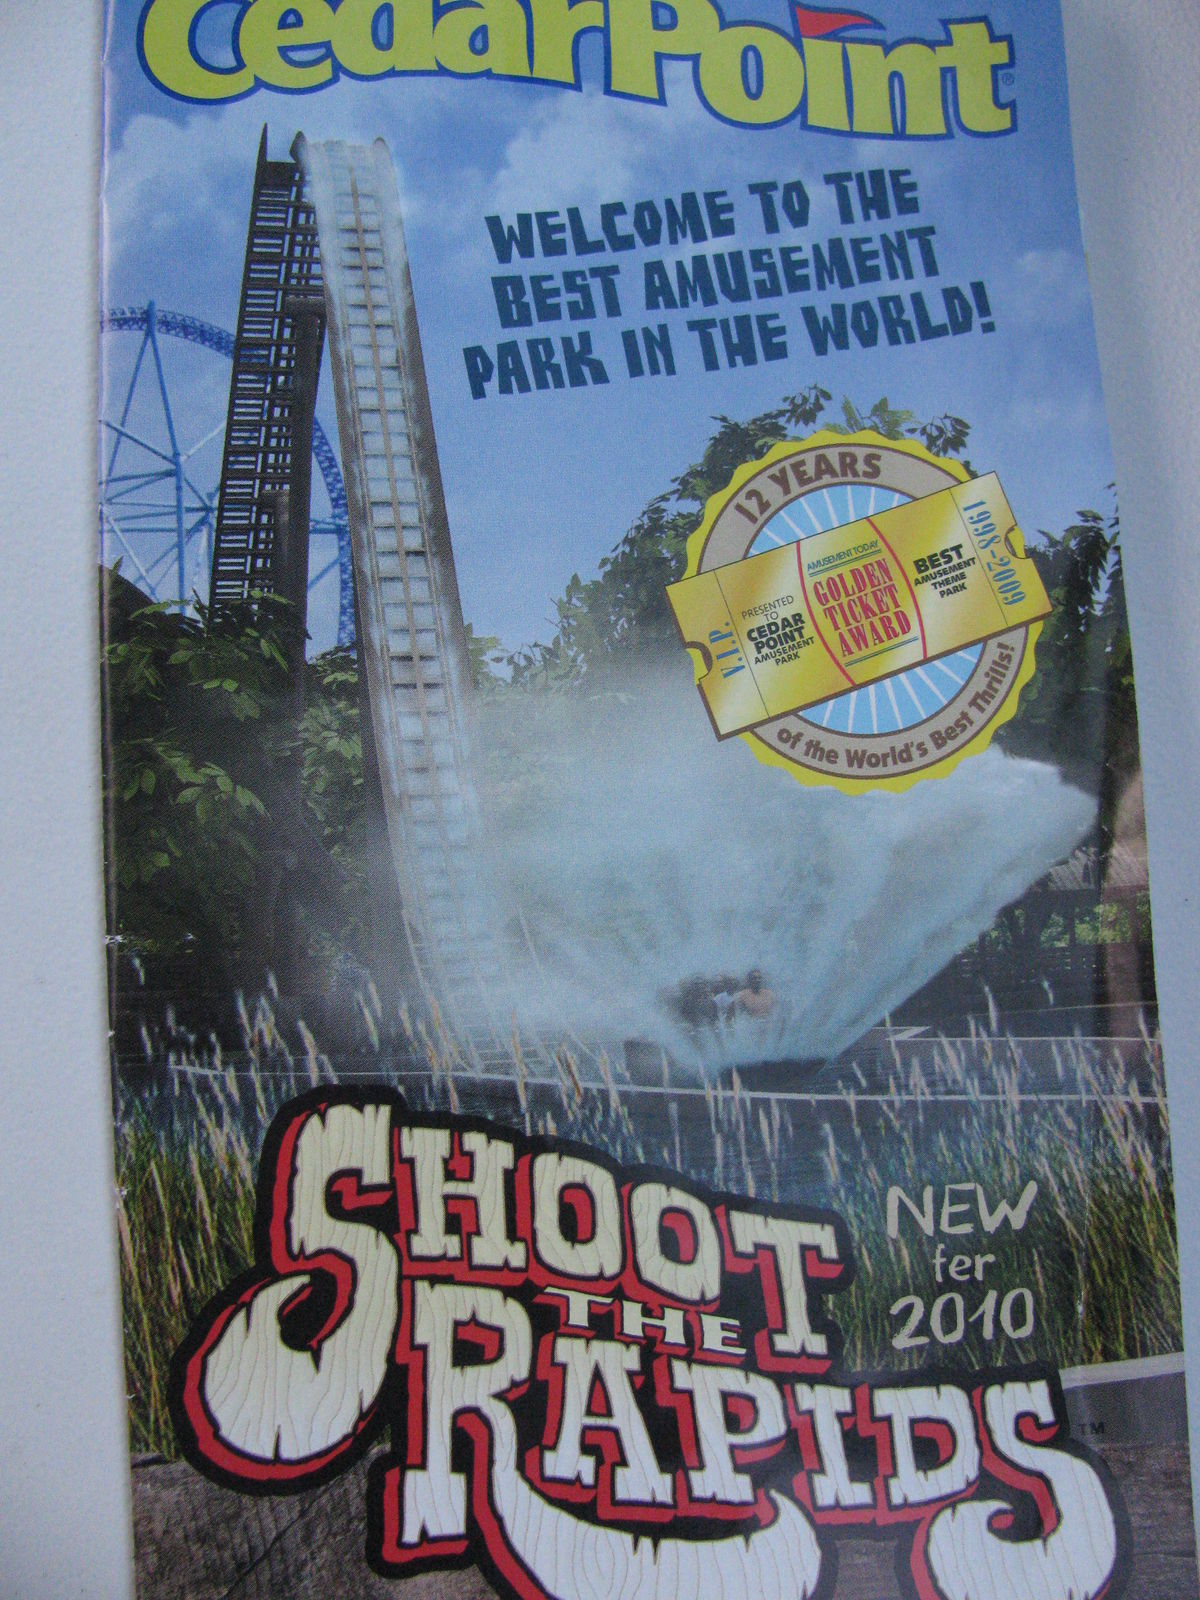 CedarPoint®
WELCOME TO THE
BEST AMUSEMENT
PARK IN THE WORLD!
12 YEARS
V.I.P.
PRESENTED
TO
CEDAR
POINT
AMUSEMENT
PARK
AMUSEMENT TODAY
GOLDEN
TICKET
AWARD
BEST
AMUSEMENT
THEME
PARK
1998-2009
of the World's Best Thrills!
SHOOT
THE
RAPIDS™
NEW
fer
2010